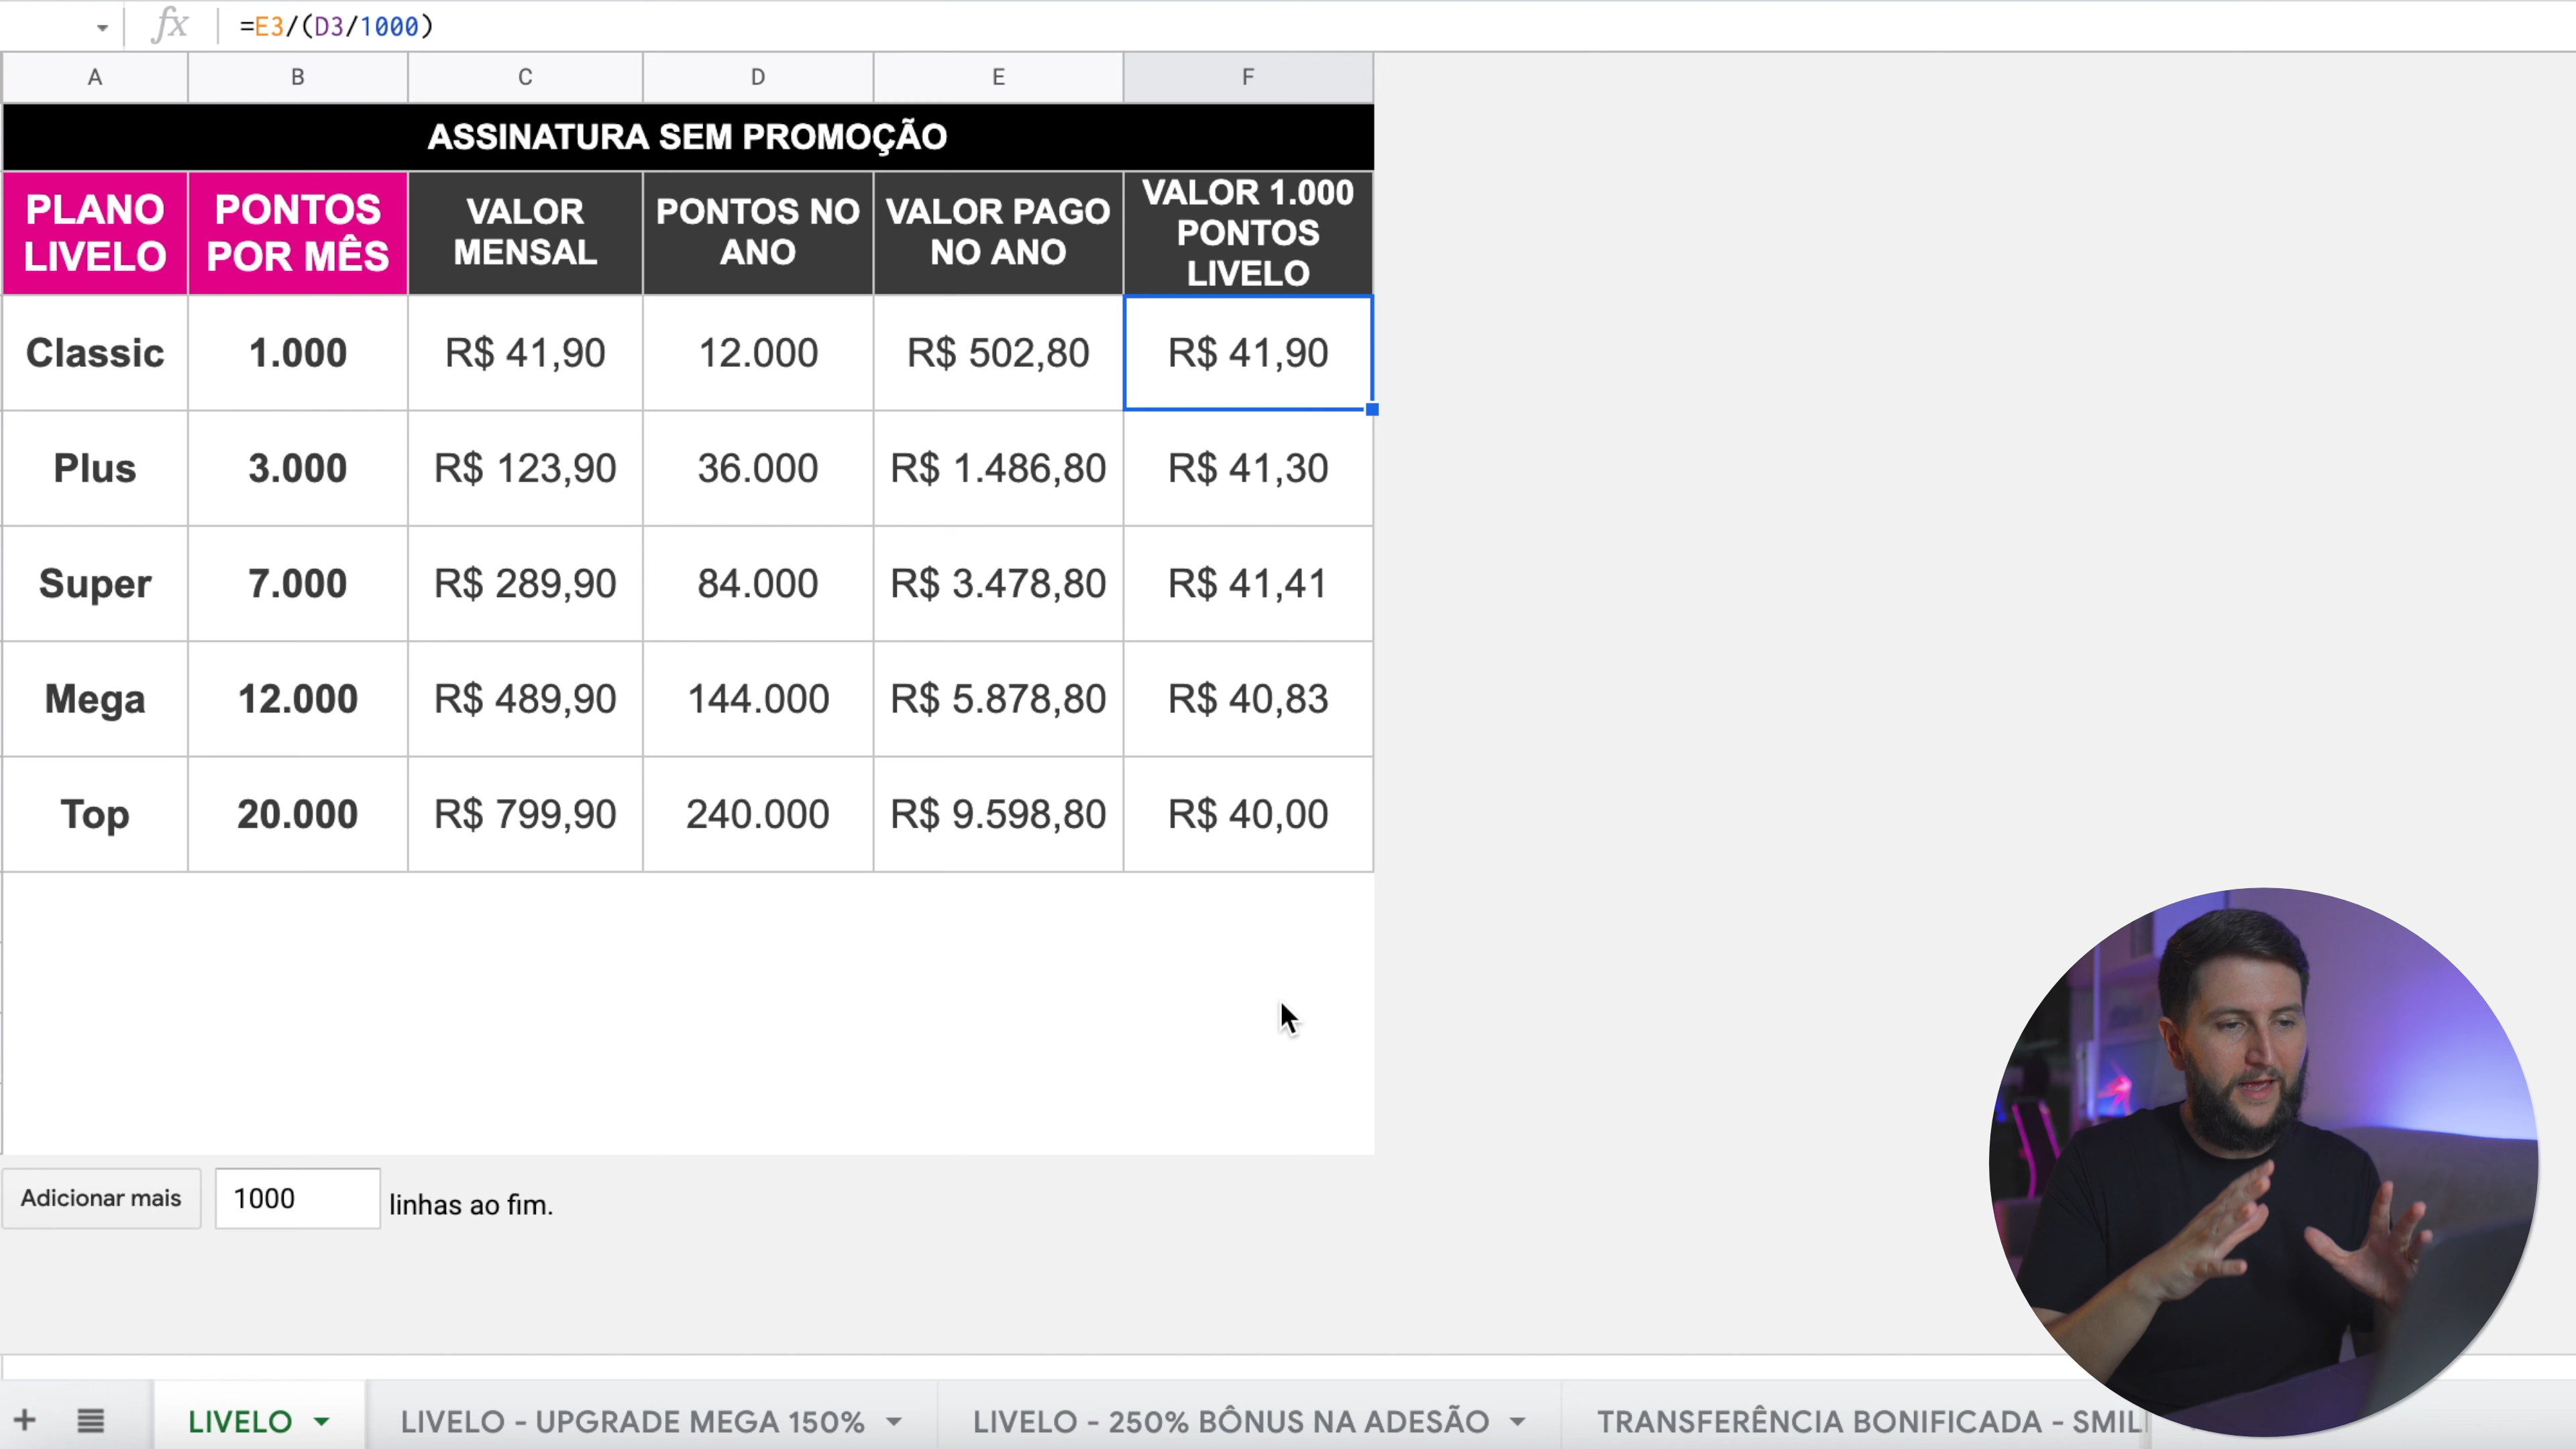 fx =E3/(D3/1000)
A B C D E F
ASSINATURA SEM PROMOÇÃO
PLANO LIVELO PONTOS POR MÊS VALOR MENSAL PONTOS NO ANO VALOR PAGO NO ANO VALOR 1.000 PONTOS LIVELO
Classic 1.000 R$ 41,90 12.000 R$ 502,80 R$ 41,90
Plus 3.000 R$ 123,90 36.000 R$ 1.486,80 R$ 41,30
Super 7.000 R$ 289,90 84.000 R$ 3.478,80 R$ 41,41
Mega 12.000 R$ 489,90 144.000 R$ 5.878,80 R$ 40,83
Top 20.000 R$ 799,90 240.000 R$ 9.598,80 R$ 40,00
Adicionar mais 1000 linhas ao fim.
+ LIVELO LIVELO - UPGRADE MEGA 150% LIVELO - 250% BÔNUS NA ADESÃO TRANSFERÊNCIA BONIFICADA - SMIL